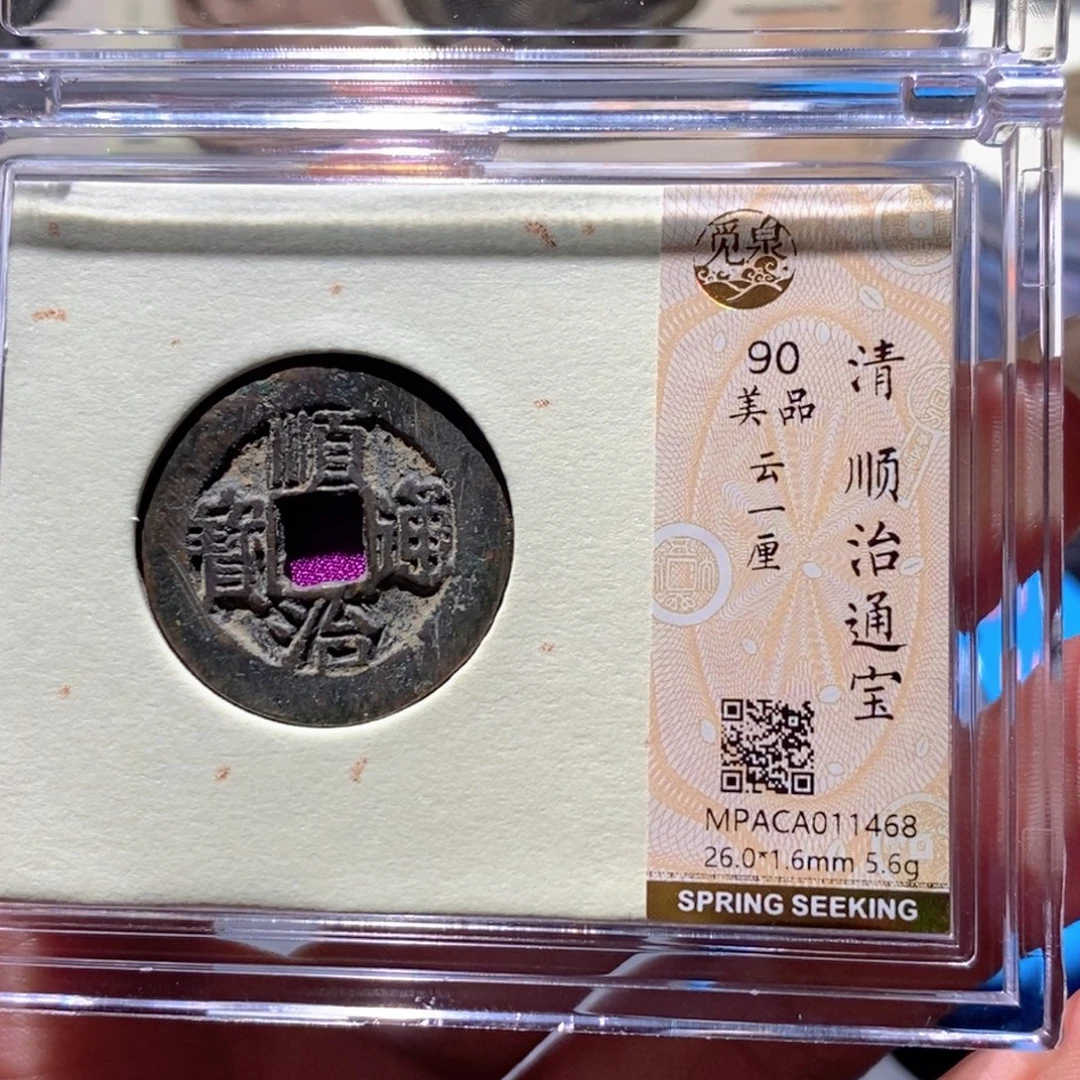 順治通寶
觅泉
清 顺治通宝
90
美品
云一厘
MPACA011468
26.0*1.6mm 5.6g
SPRING SEEKING